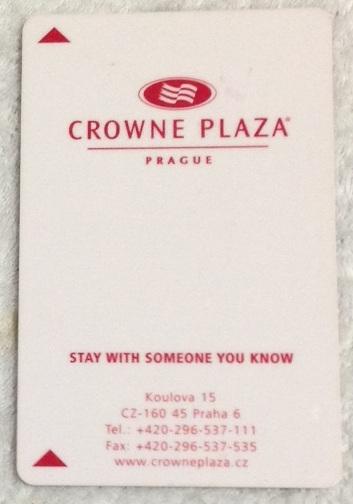 CROWNE PLAZA®
PRAGUE
STAY WITH SOMEONE YOU KNOW
Koulova 15
CZ-160 45 Praha 6
Tel.: +420-296-537-111
Fax: +420-296-537-535
www.crowneplaza.cz